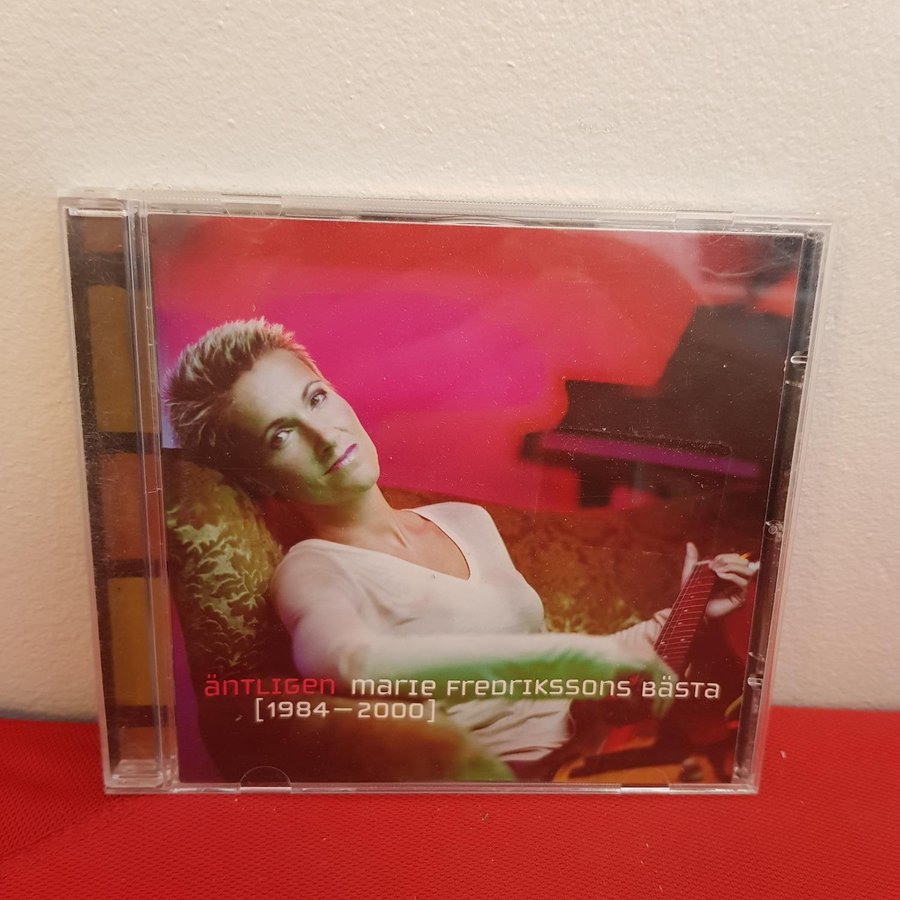 äntligen marie fredrikssons bästa
[1984–2000]